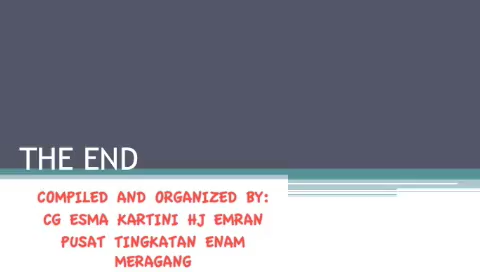 THE END
COMPILED AND ORGANIZED BY:
CG ESMA KARTINI HJ EMRAN
PUSAT TINGKATAN ENAM
MERAGANG